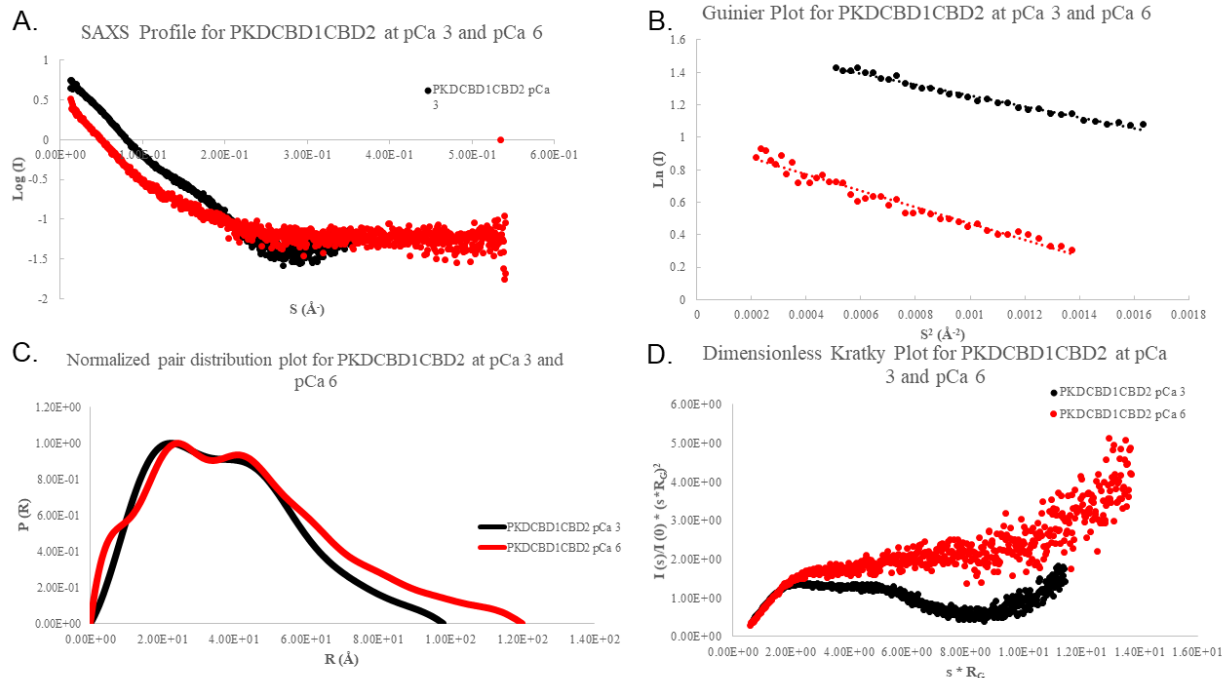 A.
SAXS Profile for PKDCBD1CBD2 at pCa 3 and pCa 6
1
0.5
0
-0.5
-1
-1.5
-2
0.00E+00 1.00E-01 2.00E-01 3.00E-01 4.00E-01 5.00E-01 6.00E-01
Log (I)
S (Å-)
PKDCBD1CBD2 pCa
3
B.
Guinier Plot for PKDCBD1CBD2 at pCa 3 and pCa 6
1.6
1.4
1.2
1
0.8
0.6
0.4
0.2
0
0 0.0002 0.0004 0.0006 0.0008 0.001 0.0012 0.0014 0.0016 0.0018
Ln (I)
S² (Å⁻²)
C.
Normalized pair distribution plot for PKDCBD1CBD2 at pCa 3 and
pCa 6
1.20E+00
1.00E+00
8.00E-01
6.00E-01
4.00E-01
2.00E-01
0.00E+00
0.00E+00 2.00E+01 4.00E+01 6.00E+01 8.00E+01 1.00E+02 1.20E+02 1.40E+02
P (R)
R (Å)
PKDCBD1CBD2 pCa 3
PKDCBD1CBD2 pCa 6
D.
Dimensionless Kratky Plot for PKDCBD1CBD2 at pCa
3 and pCa 6
PKDCBD1CBD2 pCa 3
PKDCBD1CBD2 pCa 6
6.00E+00
5.00E+00
4.00E+00
3.00E+00
2.00E+00
1.00E+00
0.00E+00
0.00E+00 2.00E+00 4.00E+00 6.00E+00 8.00E+00 1.00E+01 1.20E+01 1.40E+01 1.60E+01
I (s)/I (0) * (s*RG)²
s * RG